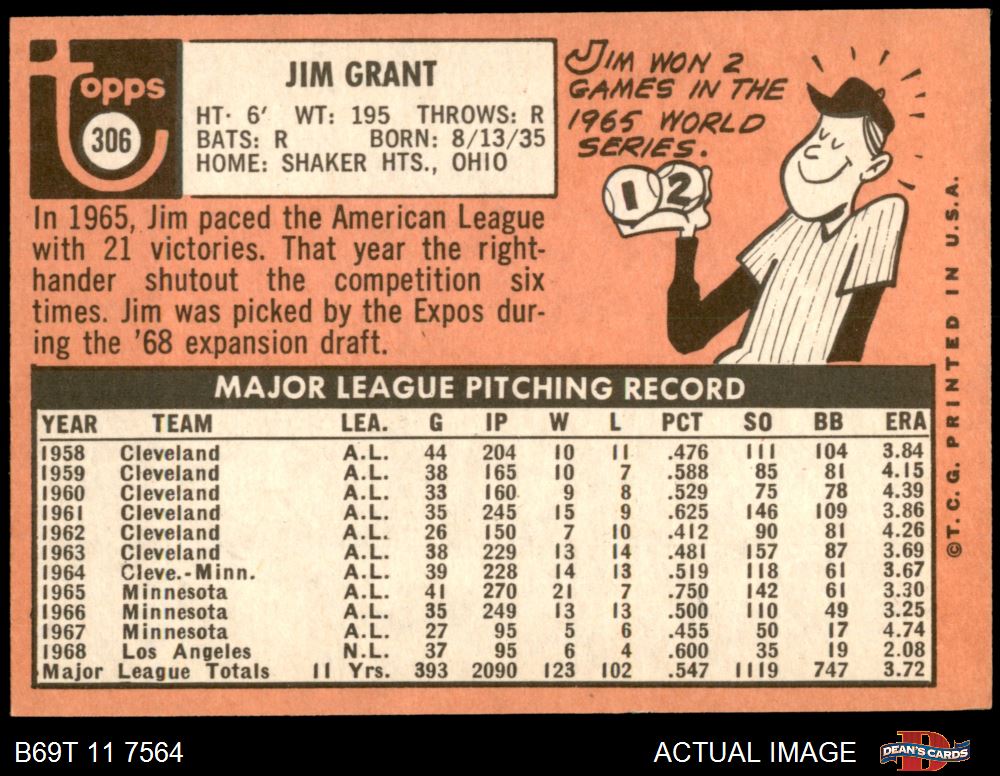 Topps
306
JIM GRANT
HT· 6' WT: 195 THROWS: R
BATS: R BORN: 8/13/35
HOME: SHAKER HTS., OHIO
In 1965, Jim paced the American League
with 21 victories. That year the right-
hander shutout the competition six
times. Jim was picked by the Expos dur-
ing the '68 expansion draft.
JIM WON 2
GAMES IN THE
1965 WORLD
SERIES.
1 2
MAJOR LEAGUE PITCHING RECORD
YEAR TEAM LEA. G IP W L PCT SO BB ERA
1958 Cleveland A.L. 44 204 10 11 .476 111 104 3.84
1959 Cleveland A.L. 38 165 10 7 .588 85 81 4.15
1960 Cleveland A.L. 33 160 9 8 .529 75 78 4.39
1961 Cleveland A.L. 35 245 15 9 .625 146 109 3.86
1962 Cleveland A.L. 26 150 7 10 .412 90 81 4.26
1963 Cleveland A.L. 38 229 13 14 .481 157 87 3.69
1964 Cleve.-Minn. A.L. 39 228 14 13 .519 118 61 3.67
1965 Minnesota A.L. 41 270 21 7 .750 142 61 3.30
1966 Minnesota A.L. 35 249 13 13 .500 110 49 3.25
1967 Minnesota A.L. 27 95 5 6 .455 50 17 4.74
1968 Los Angeles N.L. 37 95 6 4 .600 35 19 2.08
Major League Totals 11 Yrs. 393 2090 123 102 .547 1119 747 3.72
©T.C.G. PRINTED IN U.S.A.
B69T 11 7564
ACTUAL IMAGE
D
DEAN'S CARDS